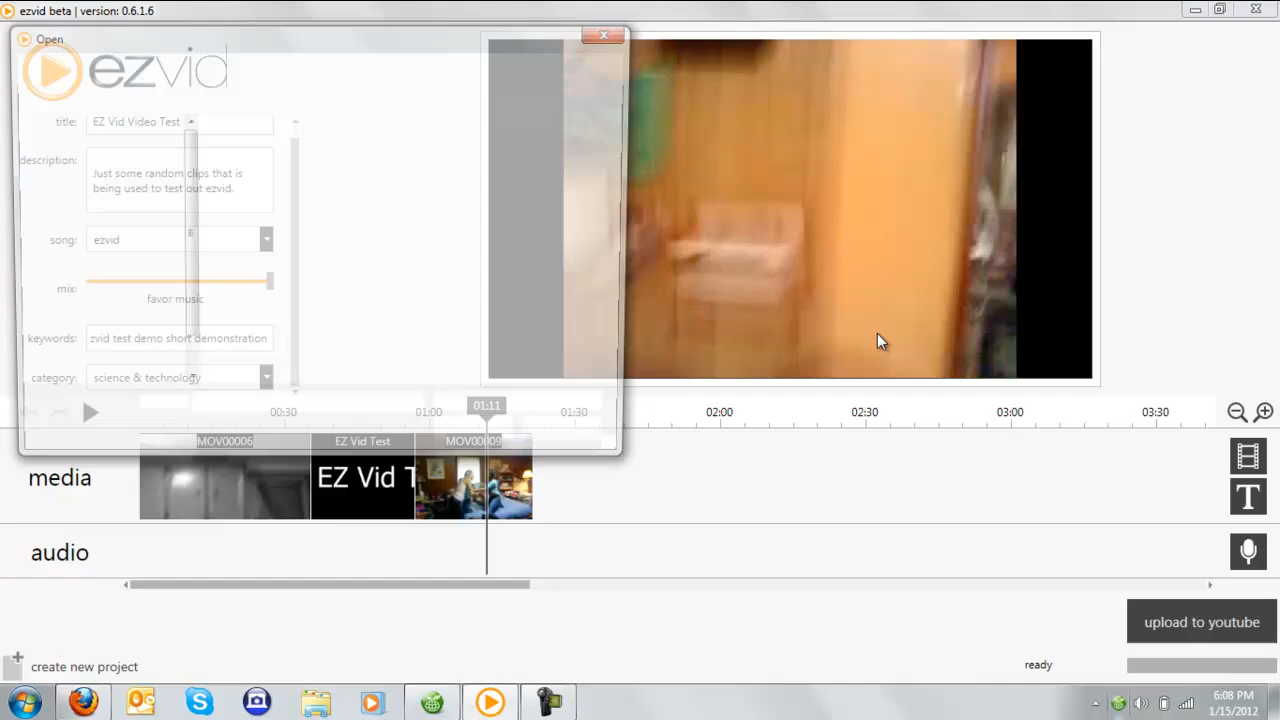 ezvid beta | version: 0.6.1.6
Open
ezvid
title: EZ Vid Video Test
description: Just some random clips that is
being used to test out ezvid.
song: ezvid
mix:
favor music
keywords: zvid test demo short demonstration
category: science & technology
00:30 01:00 01:11 01:30 02:00 02:30 03:00 03:30
MOV00006 EZ Vid Test MOV00009
media EZ Vid T
T
audio
upload to youtube
create new project ready
6:08 PM
1/15/2012